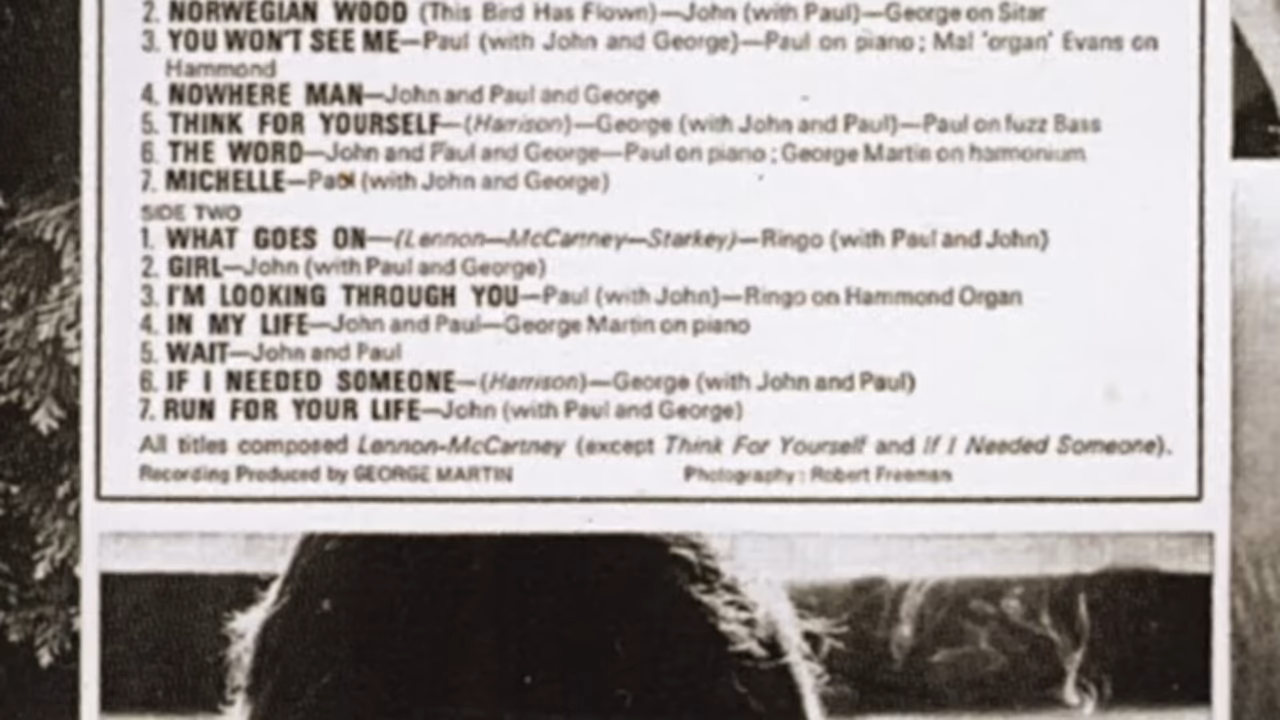 2. NORWEGIAN WOOD (This Bird Has Flown)—John (with Paul)—George on Sitar
3. YOU WON'T SEE ME—Paul (with John and George)—Paul on piano; Mal 'organ' Evans on
Hammond
4. NOWHERE MAN—John and Paul and George
5. THINK FOR YOURSELF—(Harrison)—George (with John and Paul)—Paul on fuzz Bass
6. THE WORD—John and Paul and George—Paul on piano; George Martin on harmonium
7. MICHELLE—Paul (with John and George)
SIDE TWO
1. WHAT GOES ON—(Lennon—McCartney—Starkey)—Ringo (with Paul and John)
2. GIRL—John (with Paul and George)
3. I'M LOOKING THROUGH YOU—Paul (with John)—Ringo on Hammond Organ
4. IN MY LIFE—John and Paul—George Martin on piano
5. WAIT—John and Paul
6. IF I NEEDED SOMEONE—(Harrison)—George (with John and Paul)
7. RUN FOR YOUR LIFE—John (with Paul and George)
All titles composed Lennon-McCartney (except Think For Yourself and If I Needed Someone).
Recording Produced by GEORGE MARTIN Photography: Robert Freeman